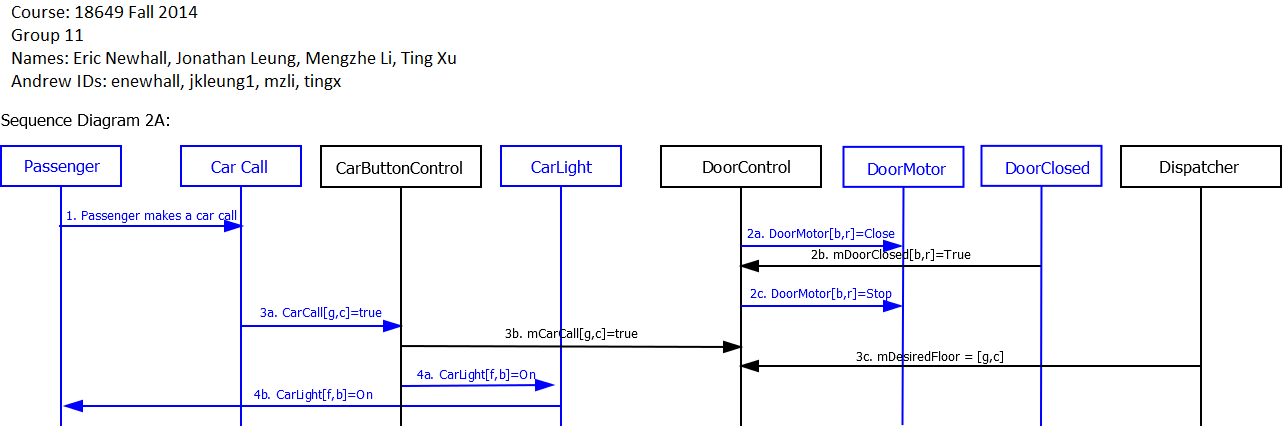 Course: 18649 Fall 2014
Group 11
Names: Eric Newhall, Jonathan Leung, Mengzhe Li, Ting Xu
Andrew IDs: enewhall, jkleung1, mzli, tingx
Sequence Diagram 2A:
Passenger
Car Call
CarButtonControl
CarLight
DoorControl
DoorMotor
DoorClosed
Dispatcher
1. Passenger makes a car call
2a. DoorMotor[b,r]=Close
2b. mDoorClosed[b,r]=True
2c. DoorMotor[b,r]=Stop
3a. CarCall[g,c]=true
3b. mCarCall[g,c]=true
3c. mDesiredFloor = [g,c]
4a. CarLight[f,b]=On
4b. CarLight[f,b]=On